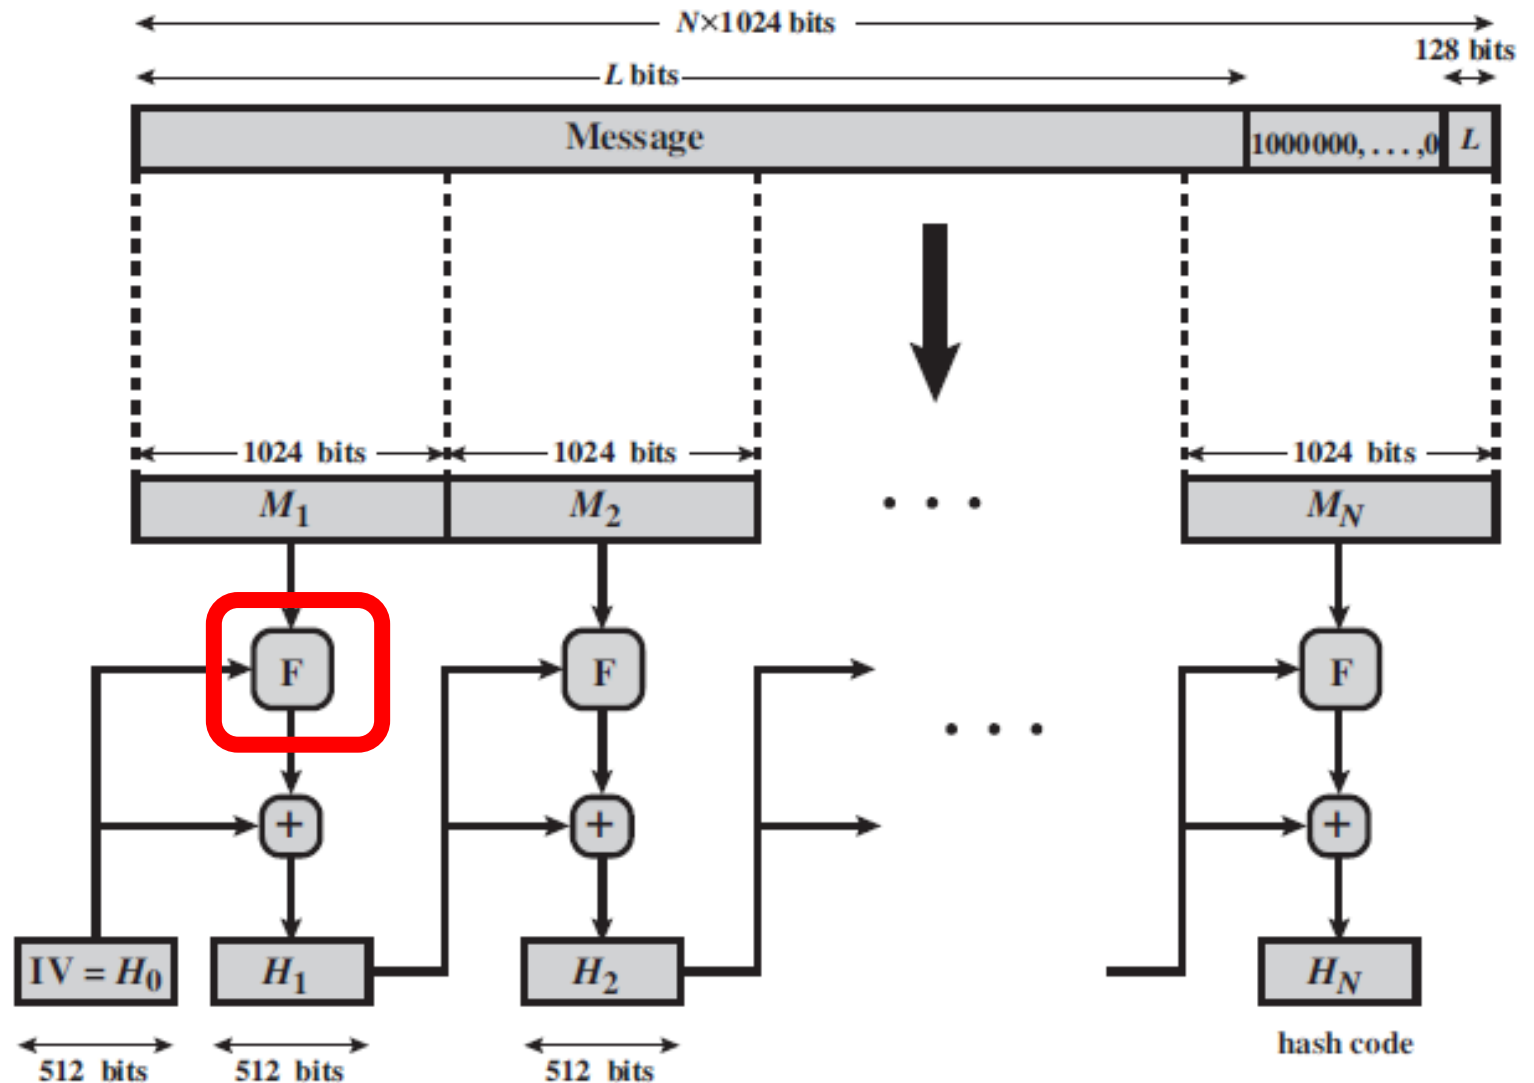 N×1024 bits
128 bits
L bits
Message
1000000, . . . ,0
L
1024 bits
1024 bits
1024 bits
M1
M2
. . .
MN
F
F
F
. . .
+
+
+
IV = H0
H1
H2
HN
hash code
512 bits
512 bits
512 bits